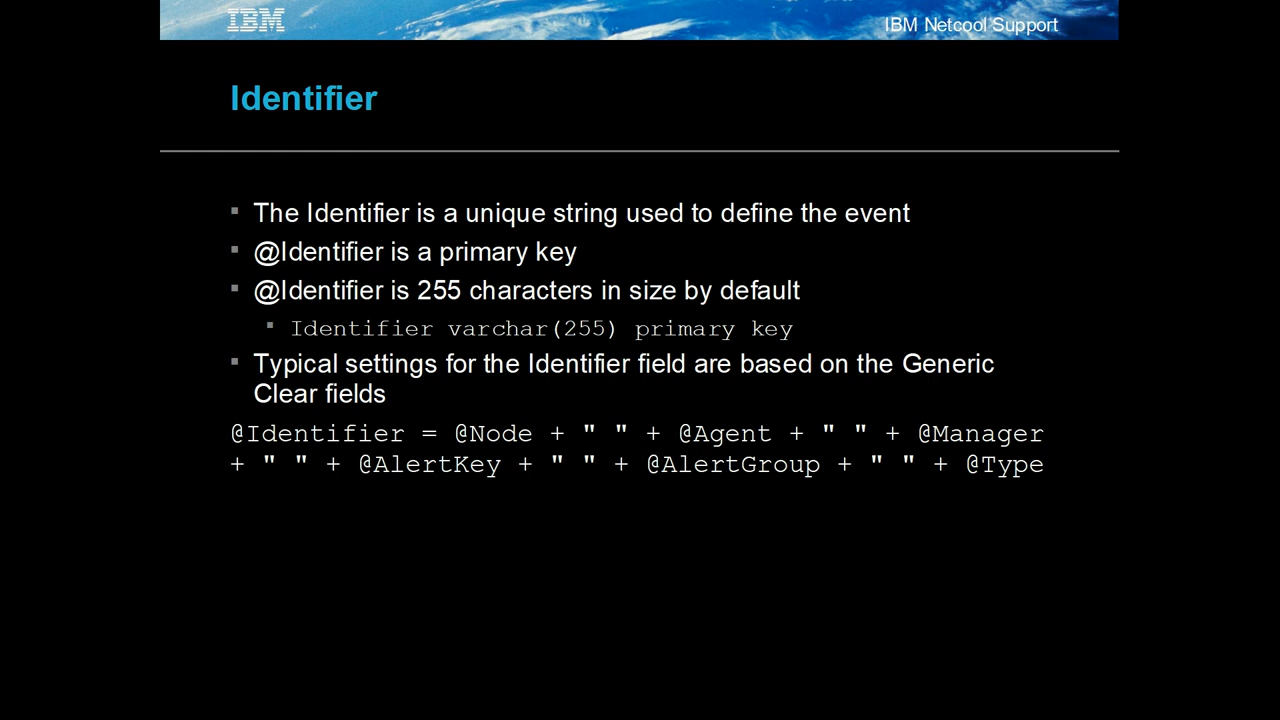 IBM
IBM Netcool Support
Identifier
The Identifier is a unique string used to define the event
@Identifier is a primary key
@Identifier is 255 characters in size by default
Identifier varchar(255) primary key
Typical settings for the Identifier field are based on the Generic
Clear fields
@Identifier = @Node + " " + @Agent + " " + @Manager
+ " " + @AlertKey + " " + @AlertGroup + " " + @Type